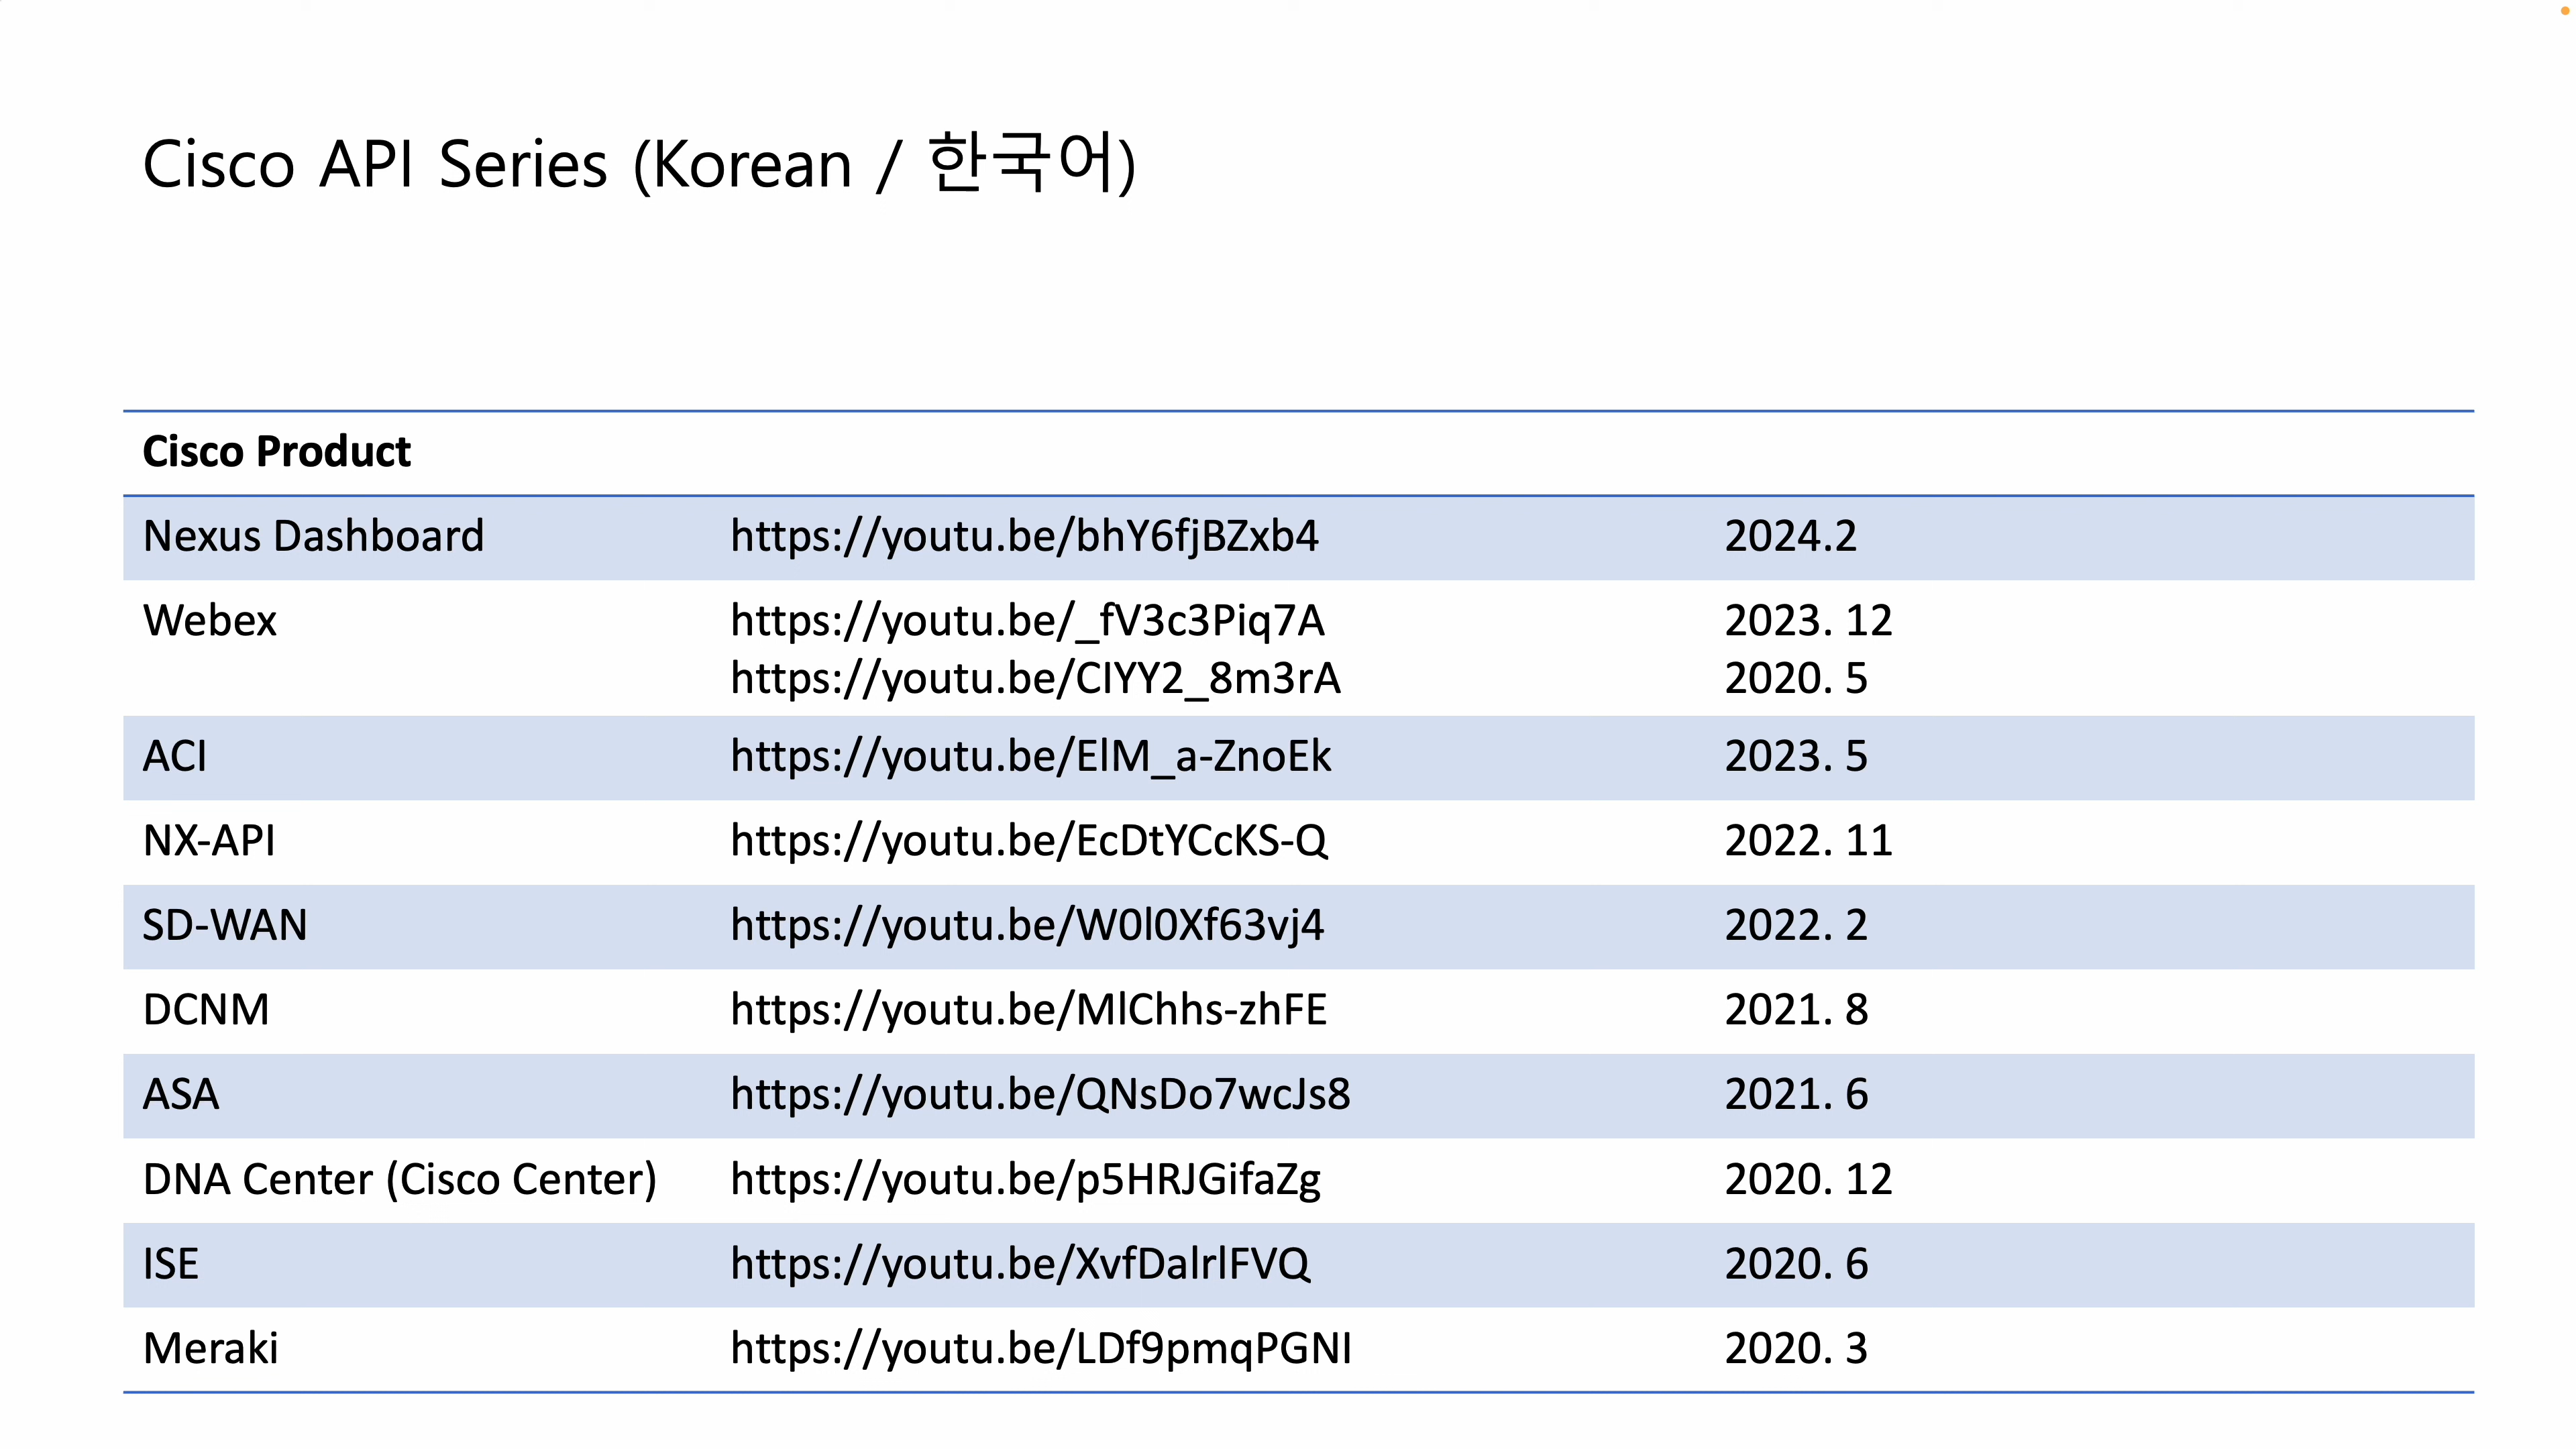 Cisco API Series (Korean / 한국어)
Cisco Product
Nexus Dashboard https://youtu.be/bhY6fjBZxb4 2024.2
Webex https://youtu.be/_fV3c3Piq7A 2023. 12
https://youtu.be/ClYY2_8m3rA 2020. 5
ACI https://youtu.be/ElM_a-ZnoEk 2023. 5
NX-API https://youtu.be/EcDtYCcKS-Q 2022. 11
SD-WAN https://youtu.be/W0l0Xf63vj4 2022. 2
DCNM https://youtu.be/MlChhs-zhFE 2021. 8
ASA https://youtu.be/QNsDo7wcJs8 2021. 6
DNA Center (Cisco Center) https://youtu.be/p5HRJGifaZg 2020. 12
ISE https://youtu.be/XvfDalrlFVQ 2020. 6
Meraki https://youtu.be/LDf9pmqPGNI 2020. 3